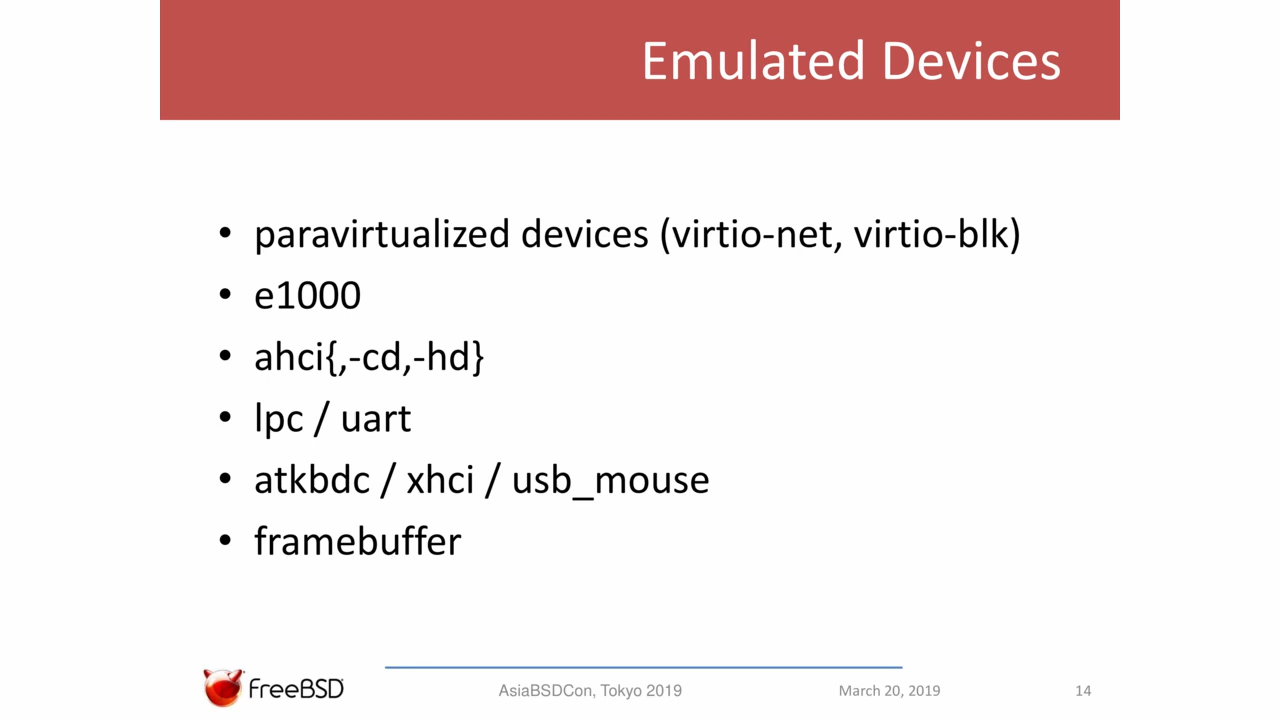 Emulated Devices
• paravirtualized devices (virtio-net, virtio-blk)
• e1000
• ahci{,-cd,-hd}
• lpc / uart
• atkbdc / xhci / usb_mouse
• framebuffer
FreeBSD
AsiaBSDCon, Tokyo 2019
March 20, 2019
14